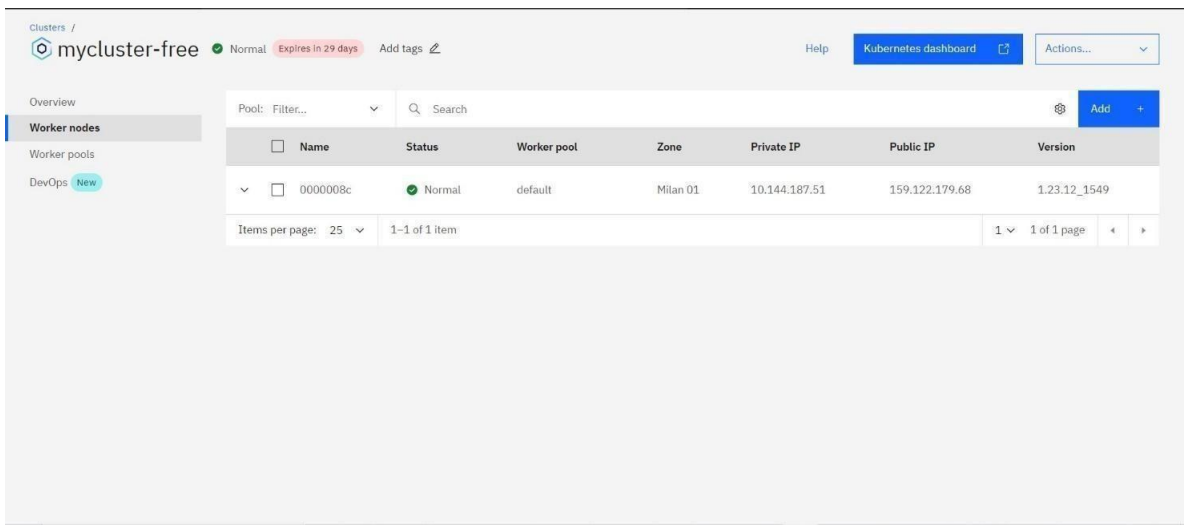 Clusters /
mycluster-free Normal Expires in 29 days Add tags Help Kubernetes dashboard Actions...
Overview
Worker nodes
Worker pools
DevOps New
Pool: Filter... Search Add +
Name Status Worker pool Zone Private IP Public IP Version
0000008c Normal default Milan 01 10.144.187.51 159.122.179.68 1.23.12_1549
Items per page: 25 1–1 of 1 item 1 1 of 1 page